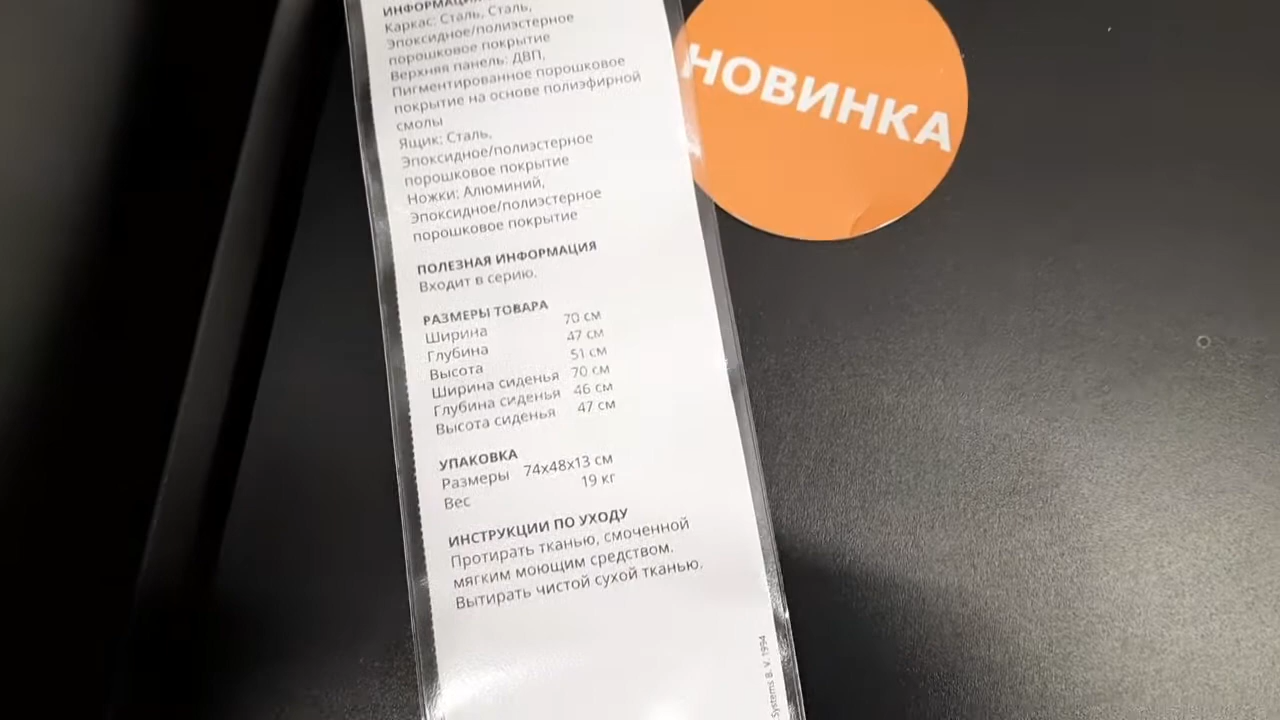 ИНФОРМАЦИЯ
Каркас: Сталь, Сталь,
Эпоксидное/полиэстерное
порошковое покрытие
Верхняя панель: ДВП,
Пигментированное порошковое
покрытие на основе полиэфирной
смолы
Ящик: Сталь,
Эпоксидное/полиэстерное
порошковое покрытие
Ножки: Алюминий,
Эпоксидное/полиэстерное
порошковое покрытие
ПОЛЕЗНАЯ ИНФОРМАЦИЯ
Входит в серию.
РАЗМЕРЫ ТОВАРА
Ширина 70 см
Глубина 47 см
Высота 51 см
Ширина сиденья 70 см
Глубина сиденья 46 см
Высота сиденья 47 см
УПАКОВКА
Размеры 74x48x13 см
Вес 19 кг
ИНСТРУКЦИИ ПО УХОДУ
Протирать тканью, смоченной
мягким моющим средством.
Вытирать чистой сухой тканью.
Systems B. V. 1994
НОВИНКА